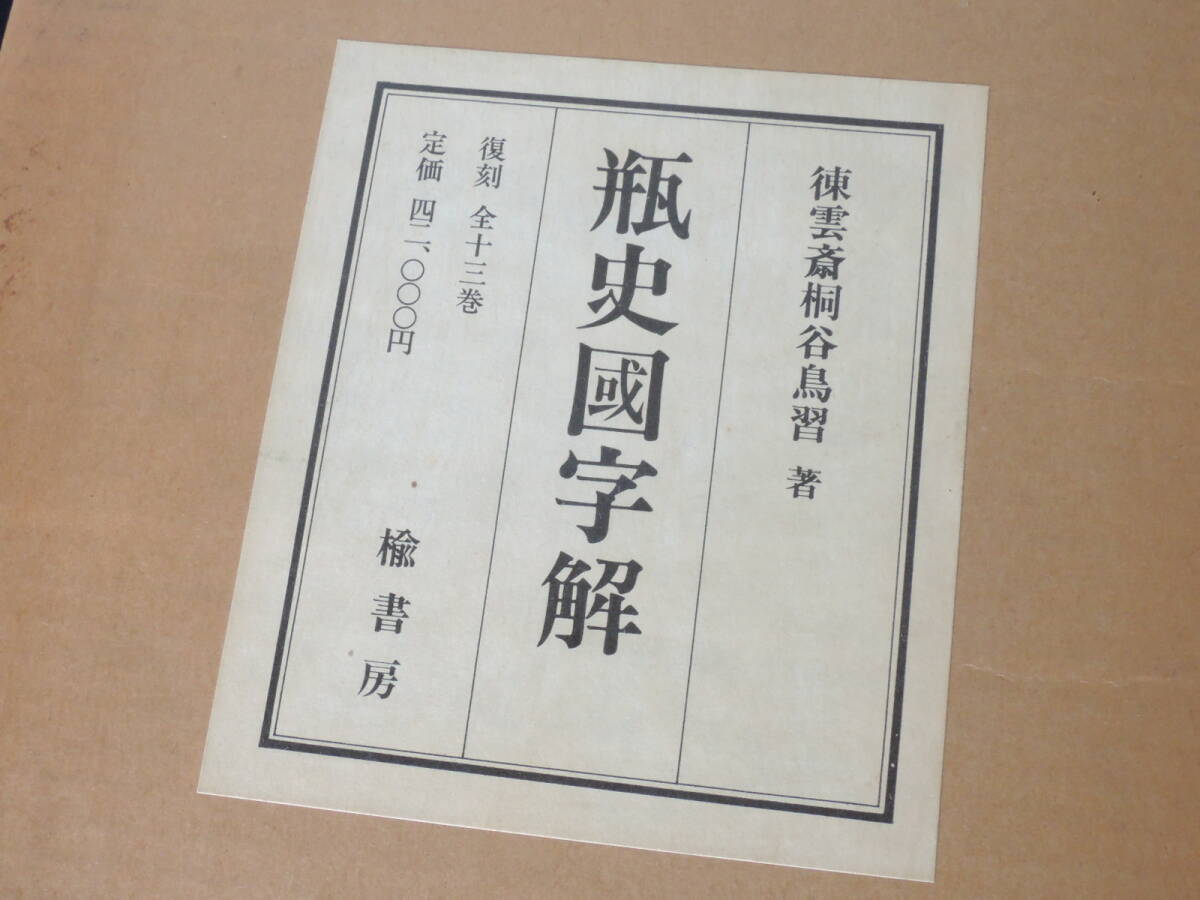 徚雲斎桐谷鳥習 著
瓶史國字解
復刻 全十三巻
定価 四二、〇〇〇円
楡書房